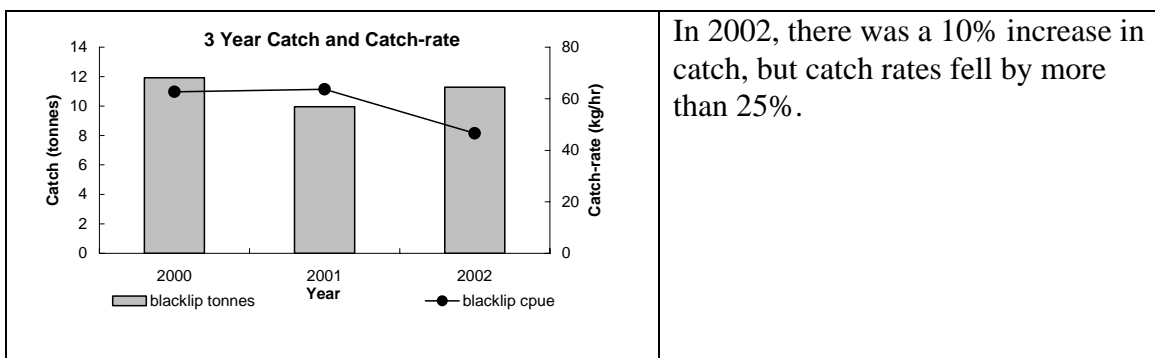 3 Year Catch and Catch-rate
14
12
10
8
6
4
2
0
Catch (tonnes)
80
60
40
20
0
Catch-rate (kg/hr)
2000 2001 2002
Year
blacklip tonnes blacklip cpue
In 2002, there was a 10% increase in
catch, but catch rates fell by more
than 25%.